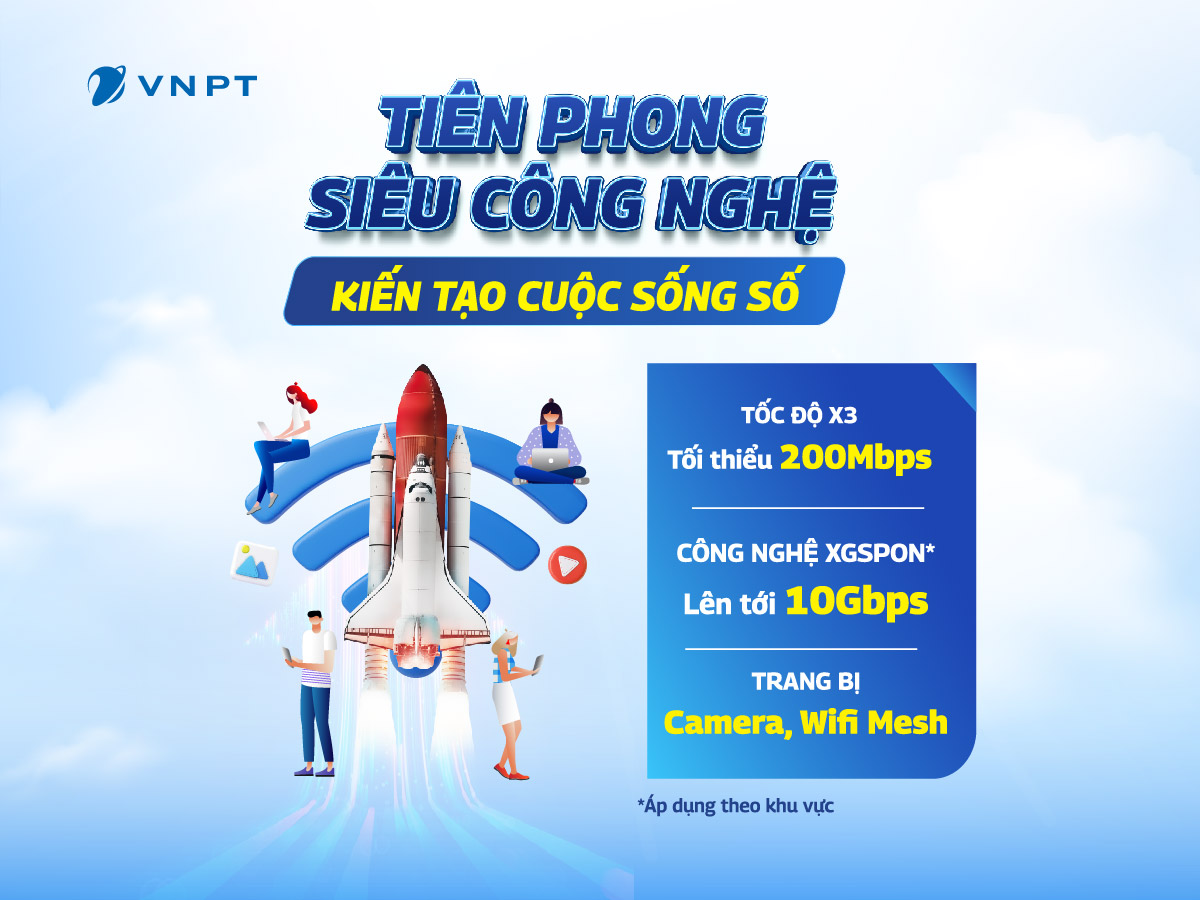 VNPT
TIÊN PHONG
SIÊU CÔNG NGHỆ
KIẾN TẠO CUỘC SỐNG SỐ
TỐC ĐỘ X3
Tối thiểu 200Mbps
CÔNG NGHỆ XGSPON*
Lên tới 10Gbps
TRANG BỊ
Camera, Wifi Mesh
*Áp dụng theo khu vực